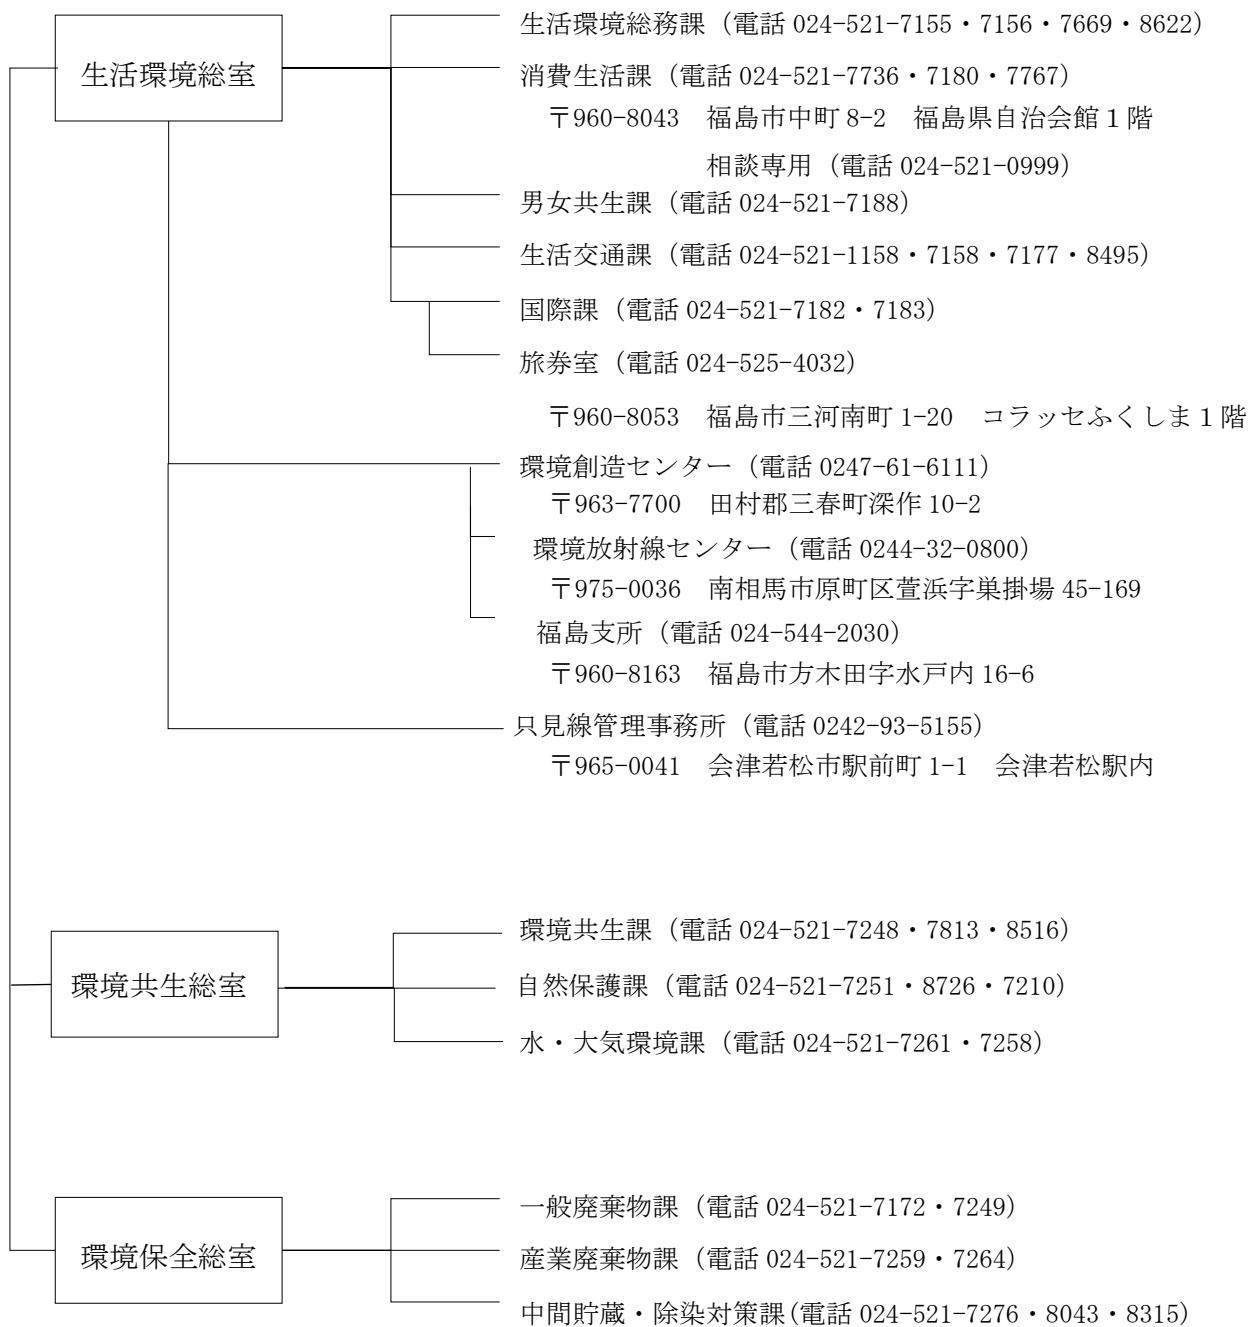 生活環境総室
生活環境総務課（電話 024-521-7155・7156・7669・8622）
消費生活課（電話 024-521-7736・7180・7767）
〒960-8043　福島市中町 8-2　福島県自治会館１階
相談専用（電話 024-521-0999）
男女共生課（電話 024-521-7188）
生活交通課（電話 024-521-1158・7158・7177・8495）
国際課（電話 024-521-7182・7183）
旅券室（電話 024-525-4032）
〒960-8053　福島市三河南町 1-20　コラッセふくしま１階
環境創造センター（電話 0247-61-6111）
〒963-7700　田村郡三春町深作 10-2
環境放射線センター（電話 0244-32-0800）
〒975-0036　南相馬市原町区萱浜字巣掛場 45-169
福島支所（電話 024-544-2030）
〒960-8163　福島市方木田字水戸内 16-6
只見線管理事務所（電話 0242-93-5155）
〒965-0041　会津若松市駅前町 1-1　会津若松駅内
環境共生総室
環境共生課（電話 024-521-7248・7813・8516）
自然保護課（電話 024-521-7251・8726・7210）
水・大気環境課（電話 024-521-7261・7258）
環境保全総室
一般廃棄物課（電話 024-521-7172・7249）
産業廃棄物課（電話 024-521-7259・7264）
中間貯蔵・除染対策課(電話 024-521-7276・8043・8315）